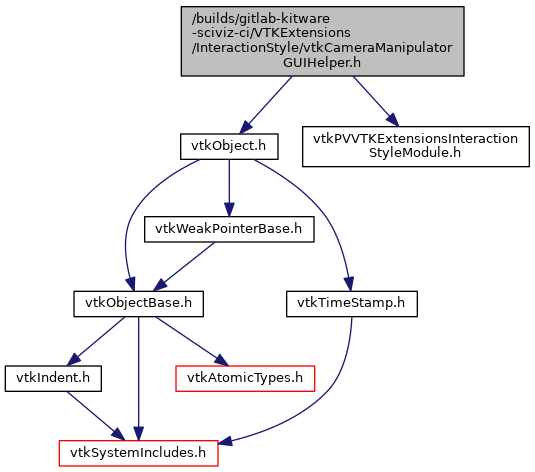 /builds/gitlab-kitware
-sciviz-ci/VTKExtensions
/InteractionStyle/vtkCameraManipulator
GUIHelper.h
vtkObject.h
vtkPVVTKExtensionsInteraction
StyleModule.h
vtkWeakPointerBase.h
vtkObjectBase.h
vtkTimeStamp.h
vtkIndent.h
vtkAtomicTypes.h
vtkSystemIncludes.h